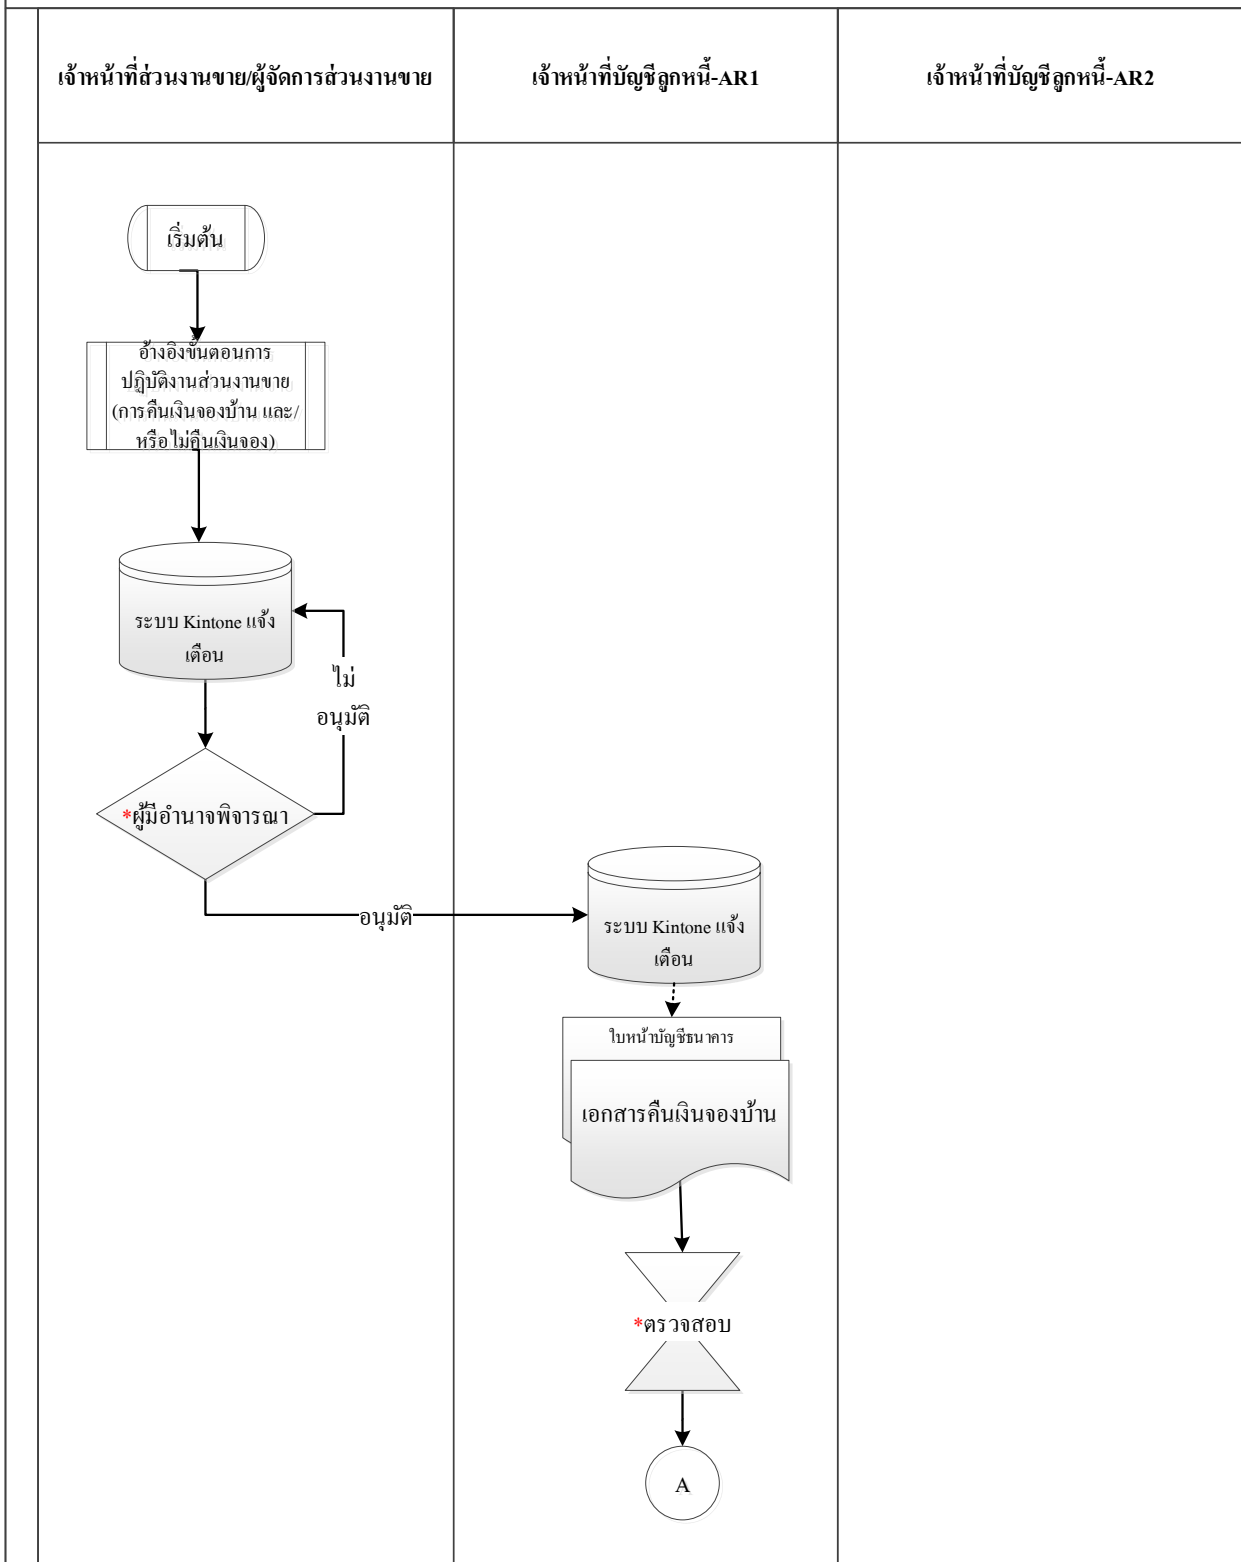 เจ้าหน้าที่ส่วนงานขาย/ผู้จัดการส่วนงานขาย
เจ้าหน้าที่บัญชีลูกหนี้-AR1
เจ้าหน้าที่บัญชีลูกหนี้-AR2
เริ่มต้น
อ้างอิงขั้นตอนการ
ปฏิบัติงานส่วนงานขาย
(การคืนเงินจองบ้าน และ/
หรือไม่คืนเงินจอง)
ระบบ Kintone แจ้ง
เตือน
ไม่
อนุมัติ
*ผู้มีอำนาจพิจารณา
อนุมัติ
ระบบ Kintone แจ้ง
เตือน
ใบหน้าบัญชีธนาคาร
เอกสารคืนเงินจองบ้าน
*ตรวจสอบ
A